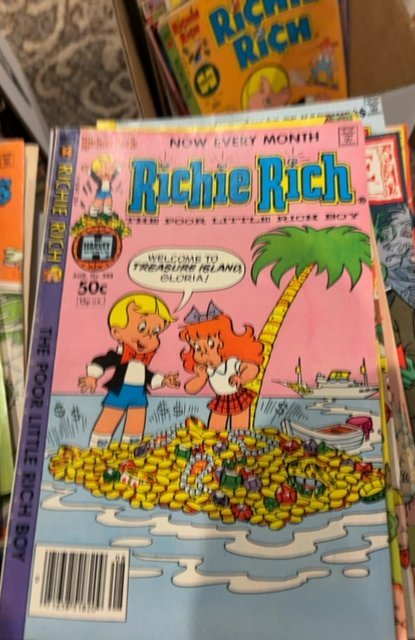 RICHIE
RICH
NOW EVERY MONTH
Richie Rich
THE POOR LITTLE RICH BOY
HARVEY
50¢
WELCOME TO
TREASURE ISLAND,
GLORIA!
$ $ $ $
RICHIE RICH
THE POOR LITTLE RICH BOY